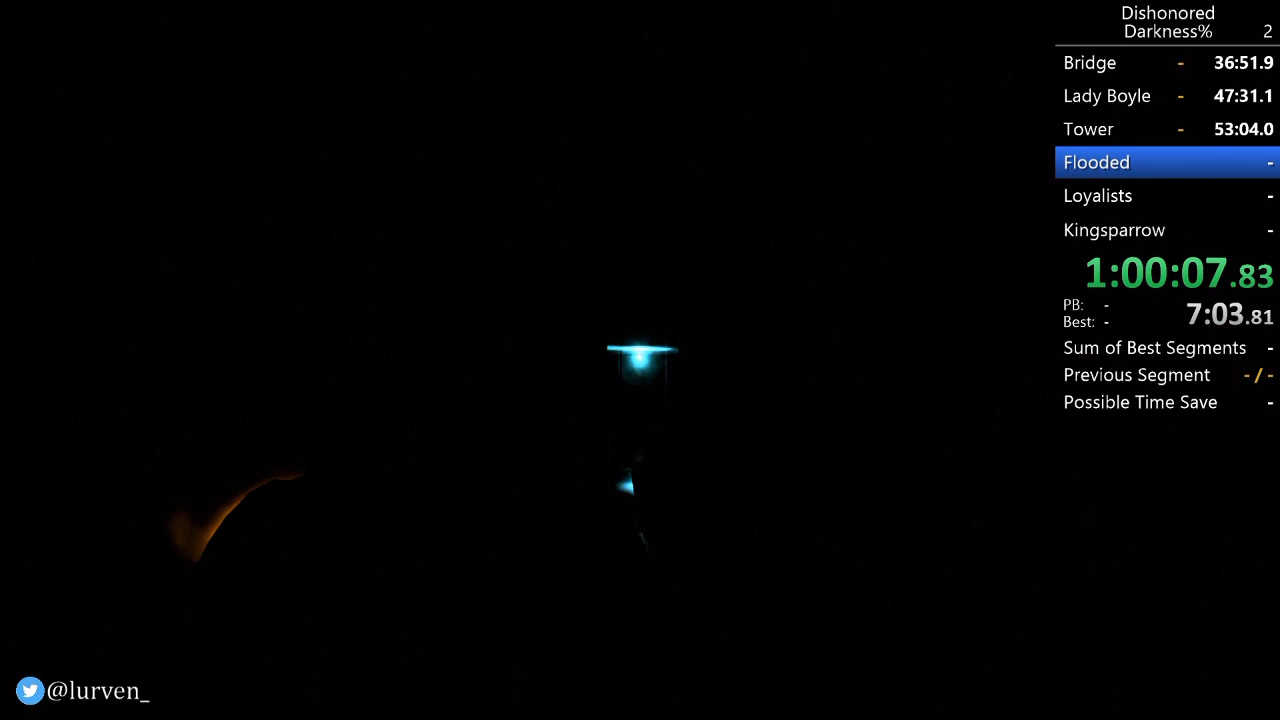 Dishonored
Darkness% 2
Bridge - 36:51.9
Lady Boyle - 47:31.1
Tower - 53:04.0
Flooded -
Loyalists -
Kingsparrow -
1:00:07.83
PB: -
Best: - 7:03.81
Sum of Best Segments -
Previous Segment - / -
Possible Time Save -
@lurven_